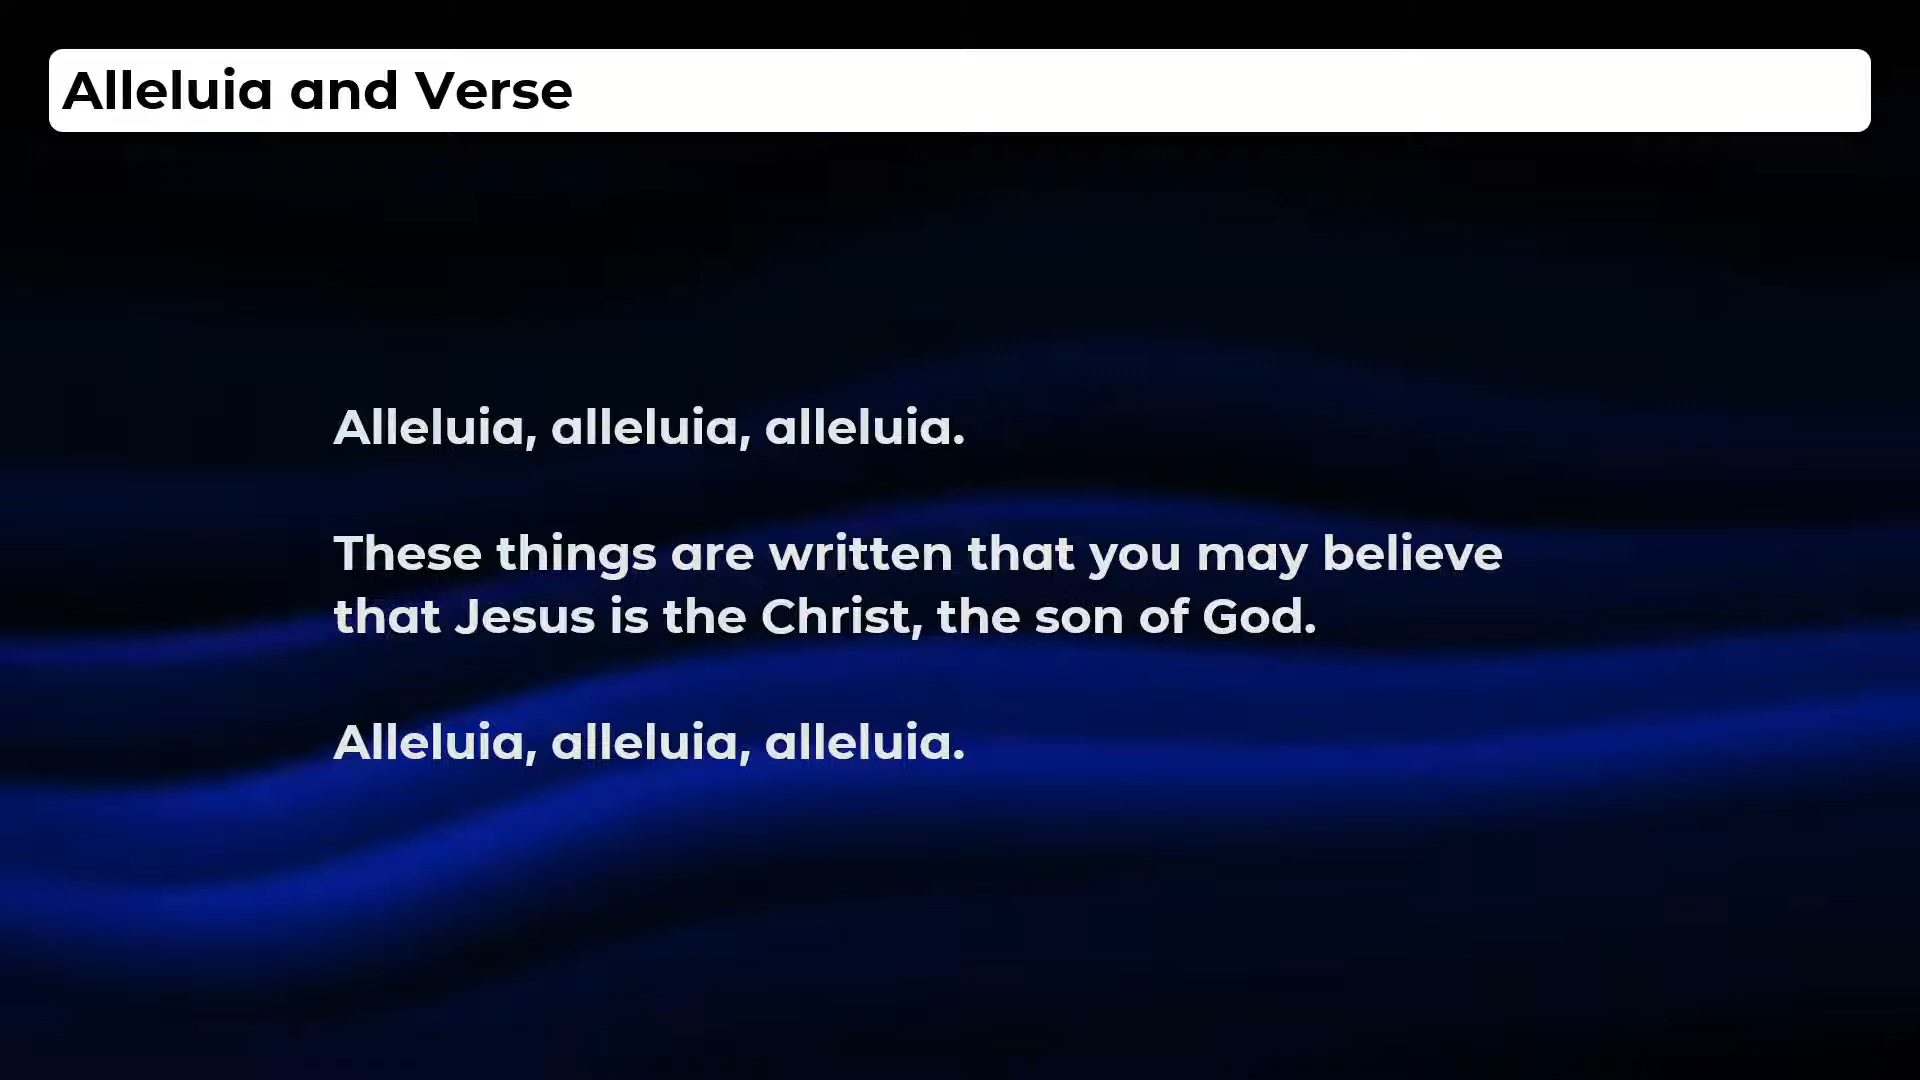 Alleluia and Verse
Alleluia, alleluia, alleluia.
These things are written that you may believe
that Jesus is the Christ, the son of God.
Alleluia, alleluia, alleluia.